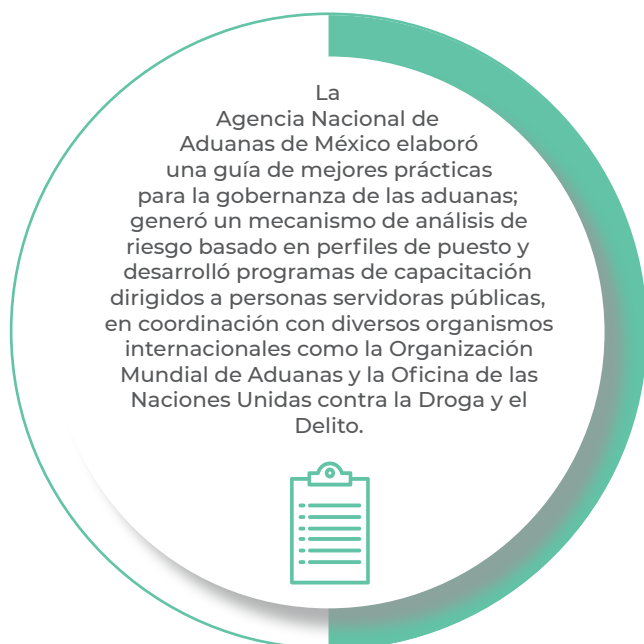 La
Agencia Nacional de
Aduanas de México elaboró
una guía de mejores prácticas
para la gobernanza de las aduanas;
generó un mecanismo de análisis de
riesgo basado en perfiles de puesto y
desarrolló programas de capacitación
dirigidos a personas servidoras públicas,
en coordinación con diversos organismos
internacionales como la Organización
Mundial de Aduanas y la Oficina de las
Naciones Unidas contra la Droga y el
Delito.